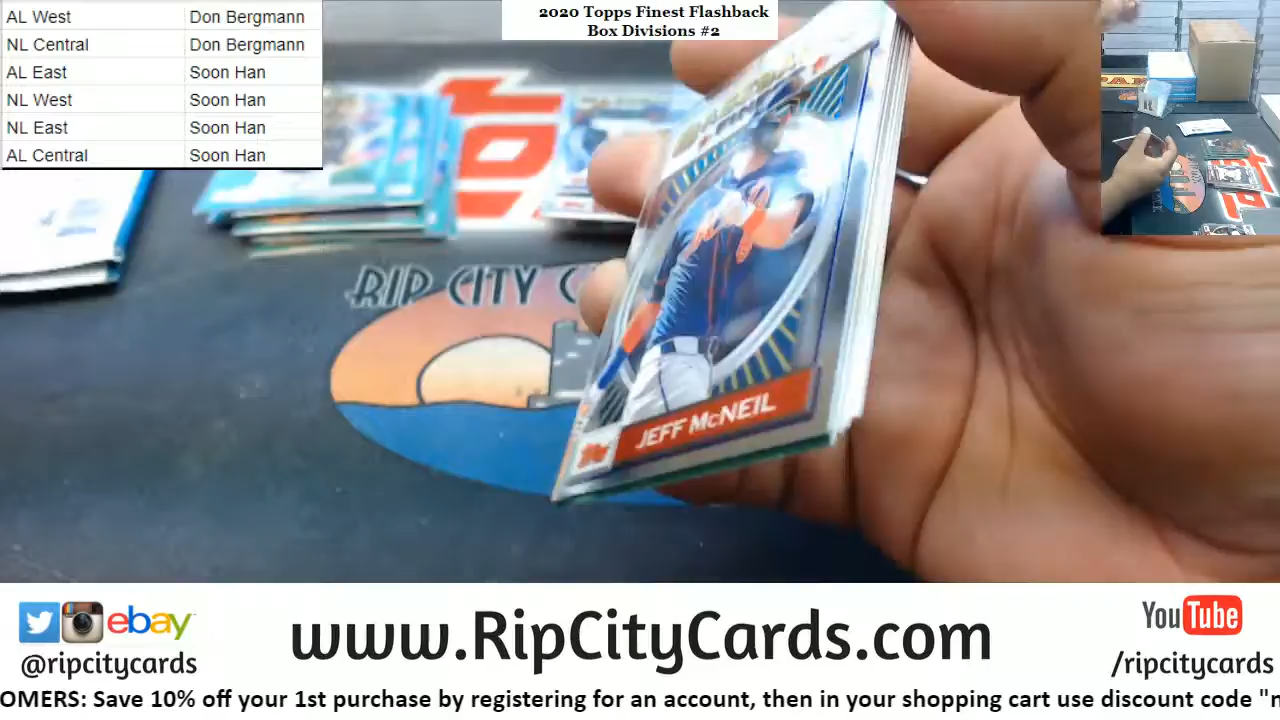 AL West Don Bergmann
NL Central Don Bergmann
AL East Soon Han
NL West Soon Han
NL East Soon Han
AL Central Soon Han
2020 Topps Finest Flashback
Box Divisions #2
RIP CITY
JEFF McNEIL
ebay
@ripcitycards
www.RipCityCards.com
YouTube
/ripcitycards
OMERS: Save 10% off your 1st purchase by registering for an account, then in your shopping cart use discount code "n